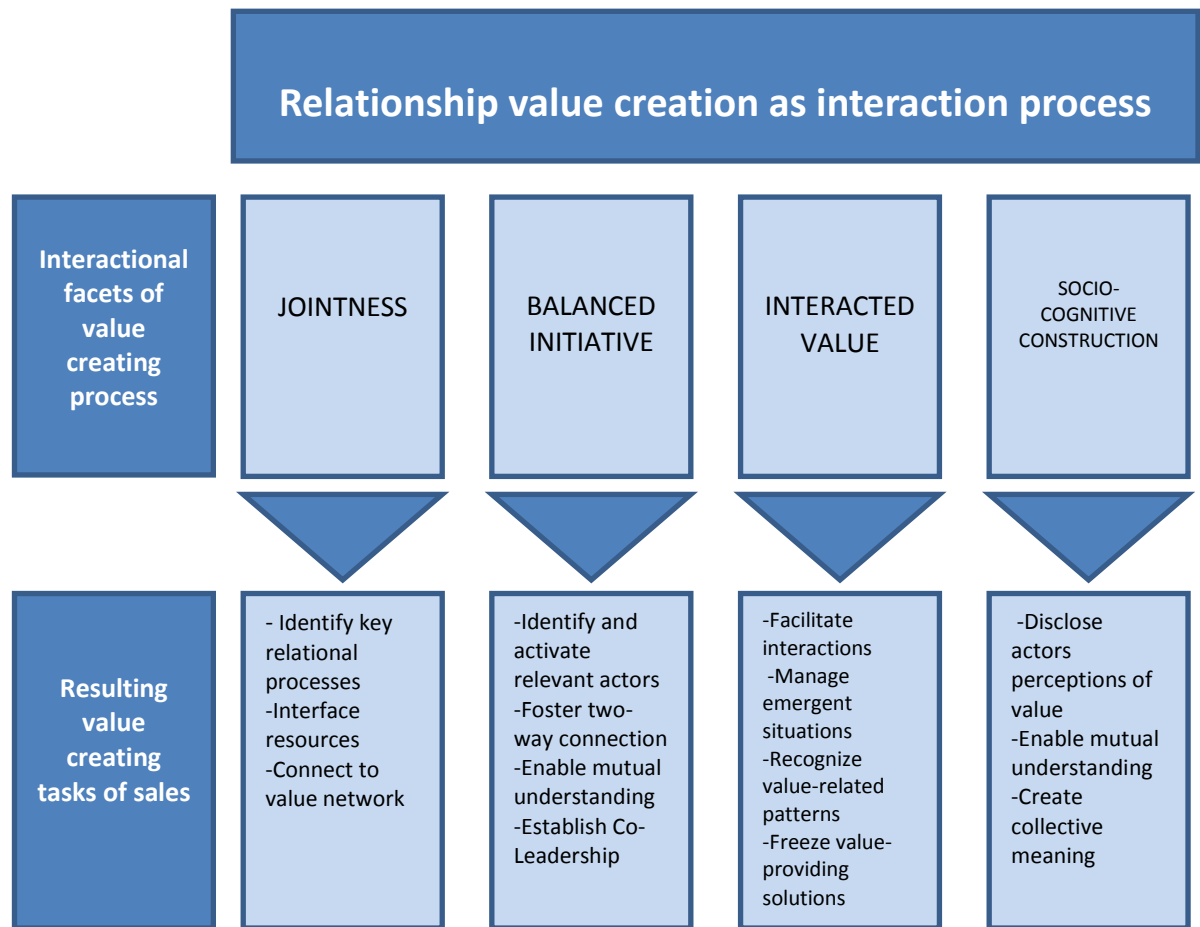 Relationship value creation as interaction process
Interactional
facets of
value
creating
process
JOINTNESS
BALANCED
INITIATIVE
INTERACTED
VALUE
SOCIO-
COGNITIVE
CONSTRUCTION
Resulting
value
creating
tasks of sales
- Identify key
relational
processes
-Interface
resources
-Connect to
value network
-Identify and
activate
relevant actors
-Foster two-
way connection
-Enable mutual
understanding
-Establish Co-
Leadership
-Facilitate
interactions
-Manage
emergent
situations
-Recognize
value-related
patterns
-Freeze value-
providing
solutions
-Disclose
actors
perceptions of
value
-Enable mutual
understanding
-Create
collective
meaning